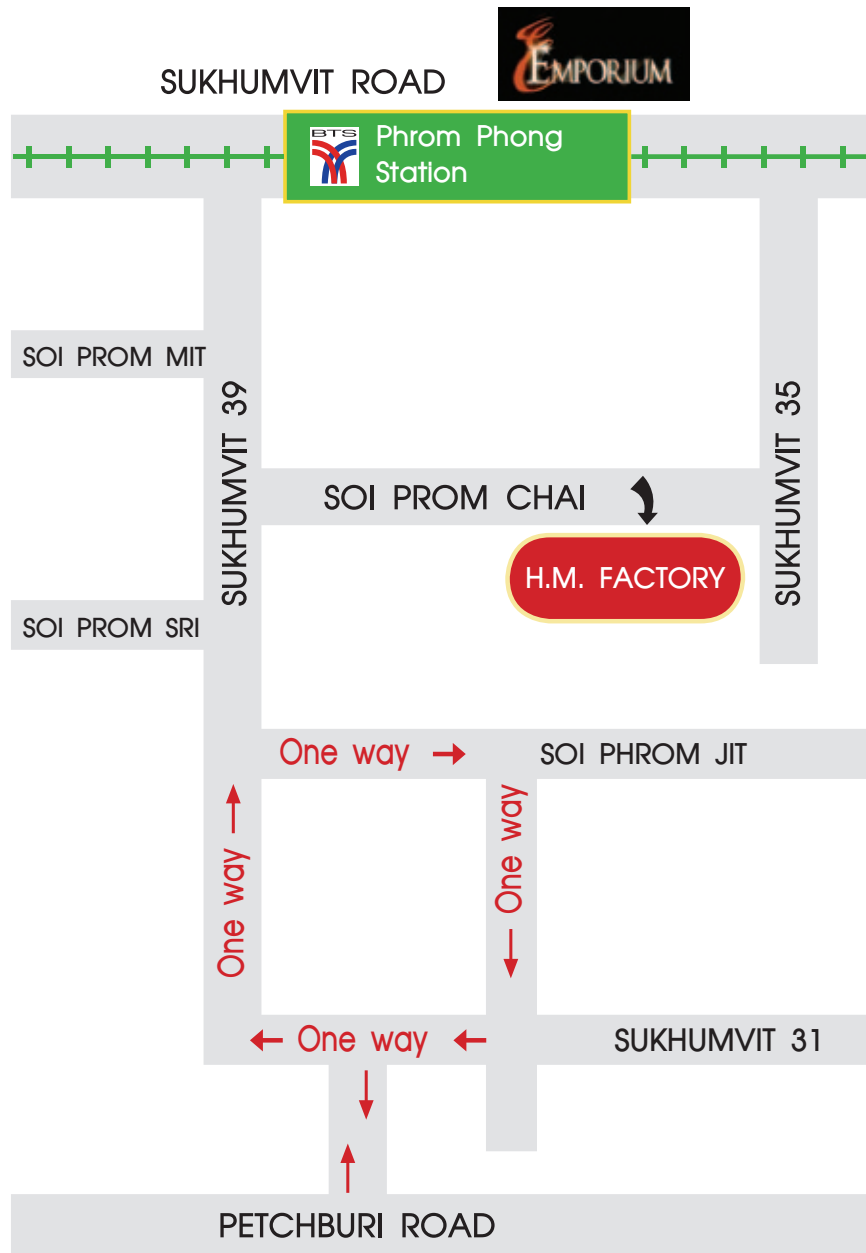 EMPORIUM
SUKHUMVIT ROAD
BTS
Phrom Phong
Station
SOI PROM MIT
SUKHUMVIT 39
SUKHUMVIT 35
SOI PROM CHAI
H.M. FACTORY
SOI PROM SRI
One way
SOI PHROM JIT
One way
One way
One way
SUKHUMVIT 31
PETCHBURI ROAD